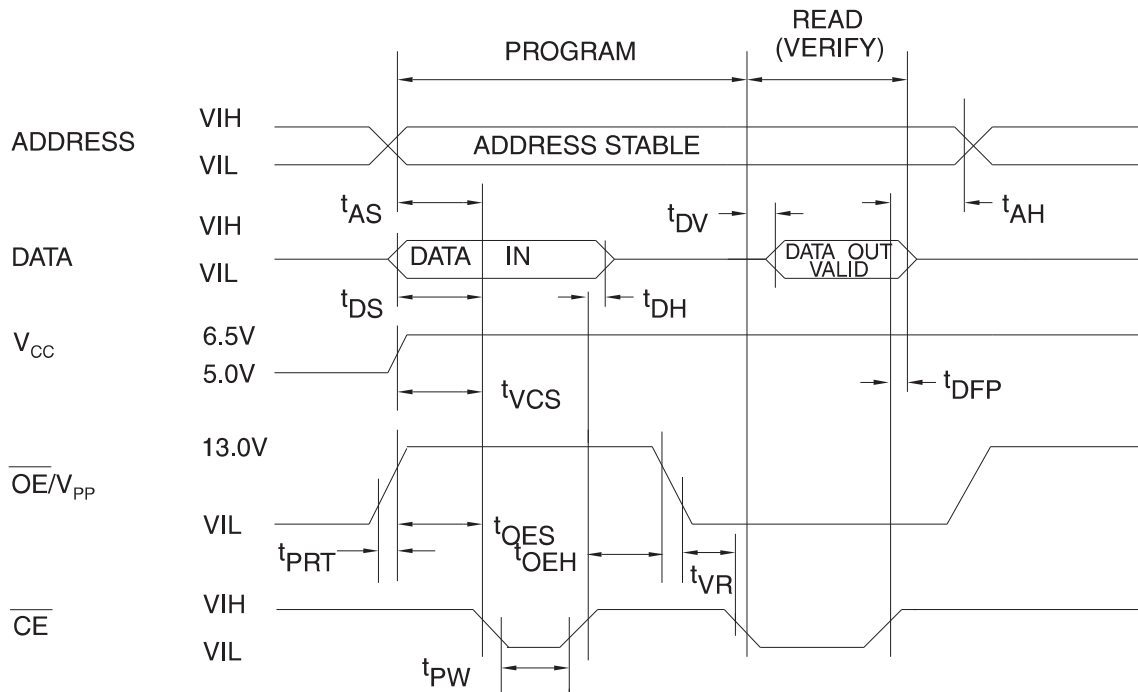 READ
(VERIFY)
PROGRAM
ADDRESS
VIH
VIL
ADDRESS STABLE
tAS
tDV
tAH
DATA
VIH
VIL
DATA IN
DATA OUT
VALID
tDS
tDH
VCC
6.5V
5.0V
tVCS
tDFP
OE/VPP
13.0V
VIL
tOES
tPRT
tOEH
tVR
CE
VIH
VIL
tPW